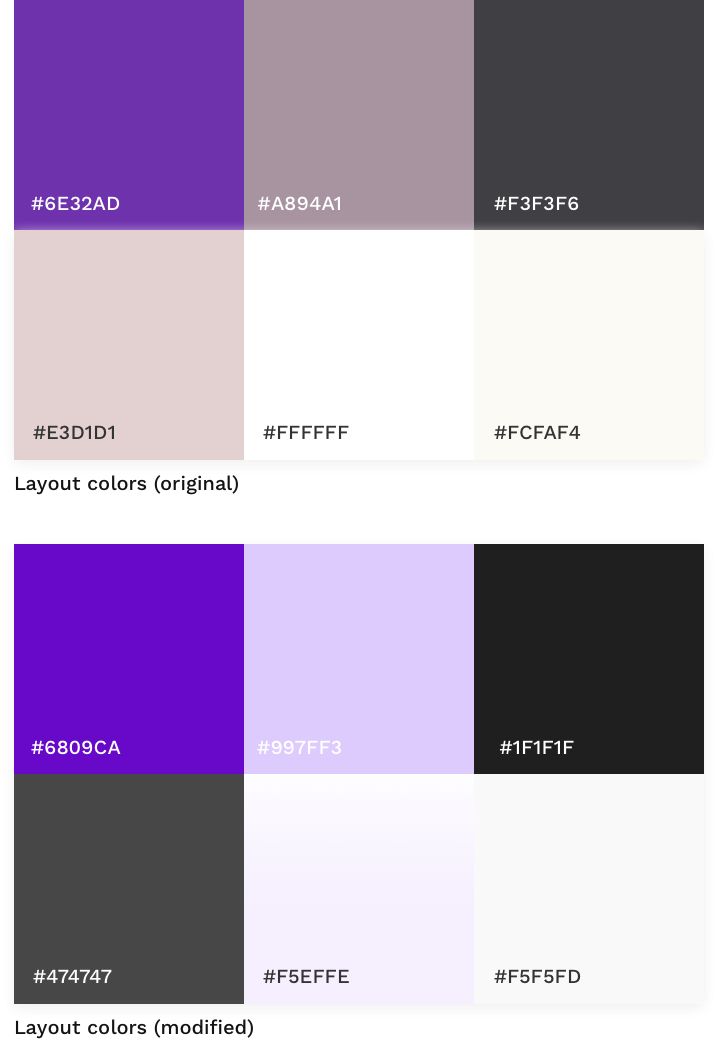 #6E32AD
#A894A1
#F3F3F6
#E3D1D1
#FFFFFF
#FCFAF4
Layout colors (original)
#6809CA
#997FF3
#1F1F1F
#474747
#F5EFFE
#F5F5FD
Layout colors (modified)